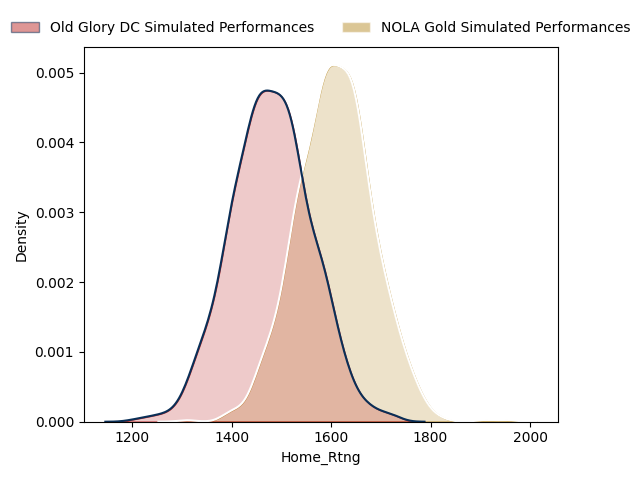 Old Glory DC Simulated Performances NOLA Gold Simulated Performances
0.005
0.004
0.003
0.002
0.001
0.000
Density
1200 1400 1600 1800 2000
Home_Rtng